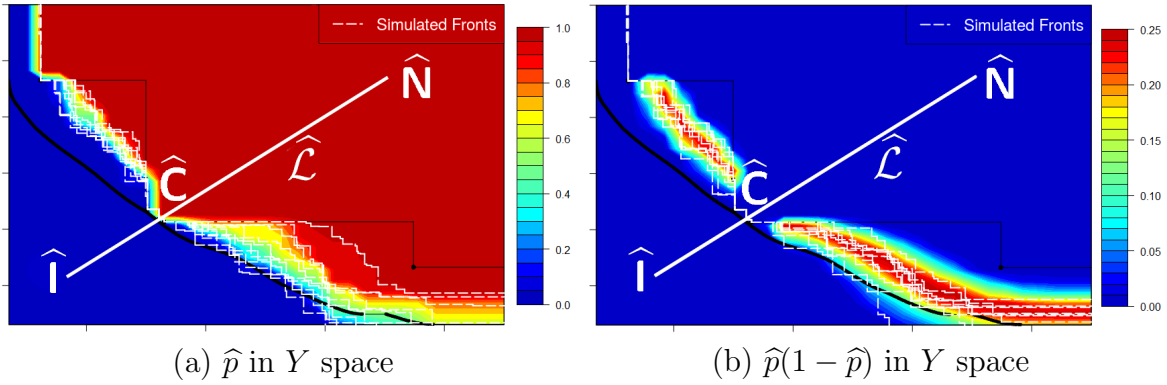 Simulated Fronts
1.0
0.8
0.6
0.4
0.2
0.0
N̂
L̂
Ĉ
Î
(a) p̂ in Y space
Simulated Fronts
0.25
0.20
0.15
0.10
0.05
0.00
N̂
L̂
Ĉ
Î
(b) p̂(1 − p̂) in Y space